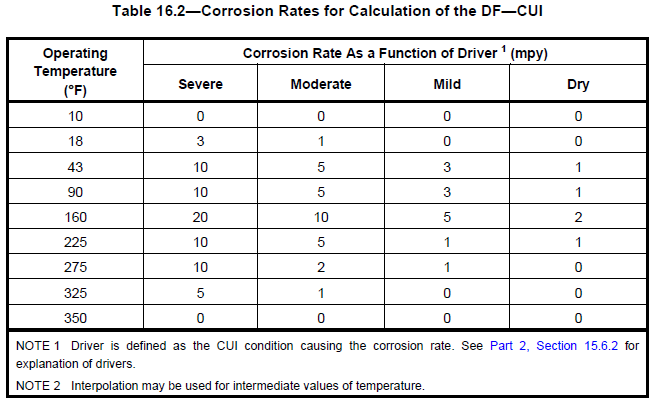 Table 16.2—Corrosion Rates for Calculation of the DF—CUI
Operating Temperature (°F) Corrosion Rate As a Function of Driver 1 (mpy)
Severe Moderate Mild Dry
10 0 0 0 0
18 3 1 0 0
43 10 5 3 1
90 10 5 3 1
160 20 10 5 2
225 10 5 1 1
275 10 2 1 0
325 5 1 0 0
350 0 0 0 0
NOTE 1 Driver is defined as the CUI condition causing the corrosion rate. See Part 2, Section 15.6.2 for
explanation of drivers.
NOTE 2 Interpolation may be used for intermediate values of temperature.